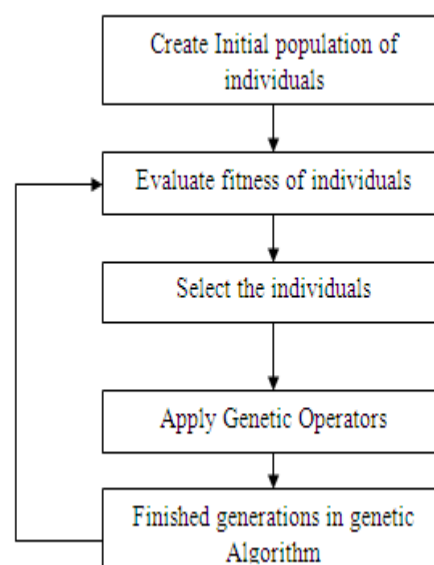 Create Initial population of
individuals
Evaluate fitness of individuals
Select the individuals
Apply Genetic Operators
Finished generations in genetic
Algorithm